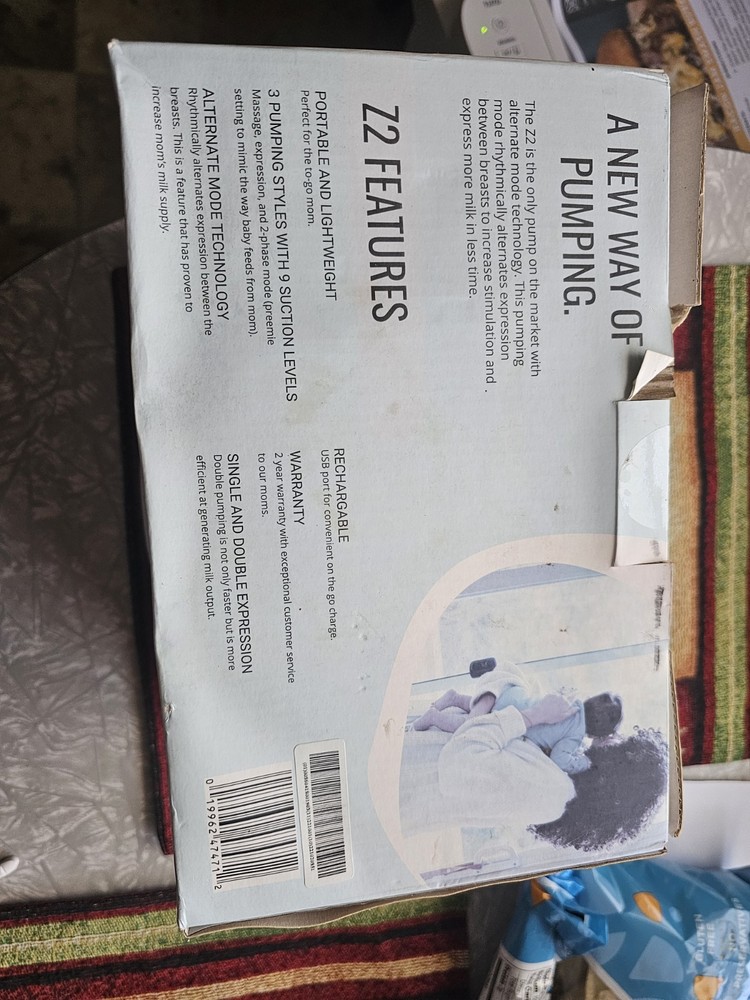 A NEW WAY OF
PUMPING.
The Z2 is the only pump on the market with
alternate mode technology. This pumping
mode rhythmically alternates expression
between breasts to increase stimulation and
express more milk in less time.
Z2 FEATURES
PORTABLE AND LIGHTWEIGHT
Perfect for the to-go mom.
3 PUMPING STYLES WITH 9 SUCTION LEVELS
Massage, expression, and 2-phase mode (preemie
setting to mimic the way baby feeds from mom).
ALTERNATE MODE TECHNOLOGY
Rhythmically alternates expression between the
breasts. This is a feature that has proven to
increase mom's milk supply.
RECHARGABLE
USB port for convenient on the go charge.
WARRANTY
2 year warranty with exceptional customer service
to our moms.
SINGLE AND DOUBLE EXPRESSION
Double pumping is not only faster but is more
efficient at generating milk output.
0 19962 47471 2